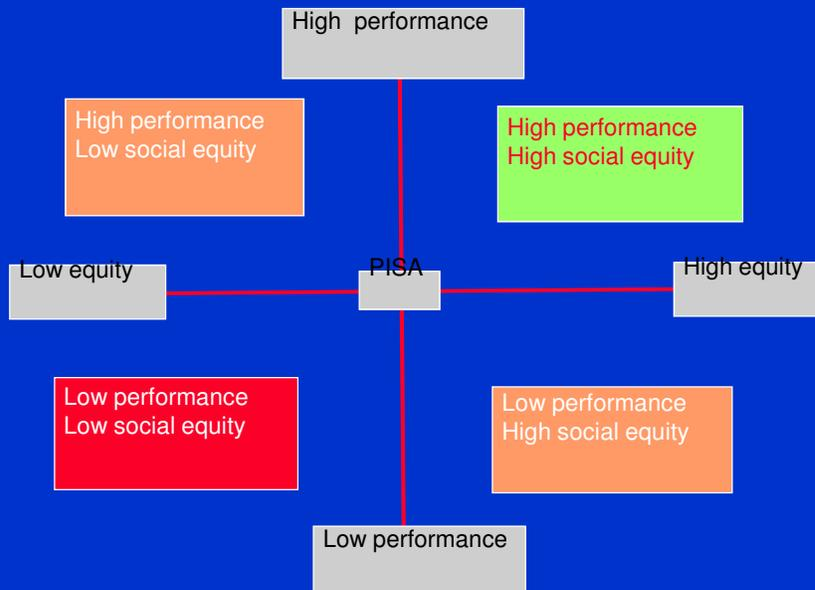 High  performance
High performance
Low social equity
High performance
High social equity
Low equity
PISA
High equity
Low performance
Low social equity
Low performance
High social equity
Low performance